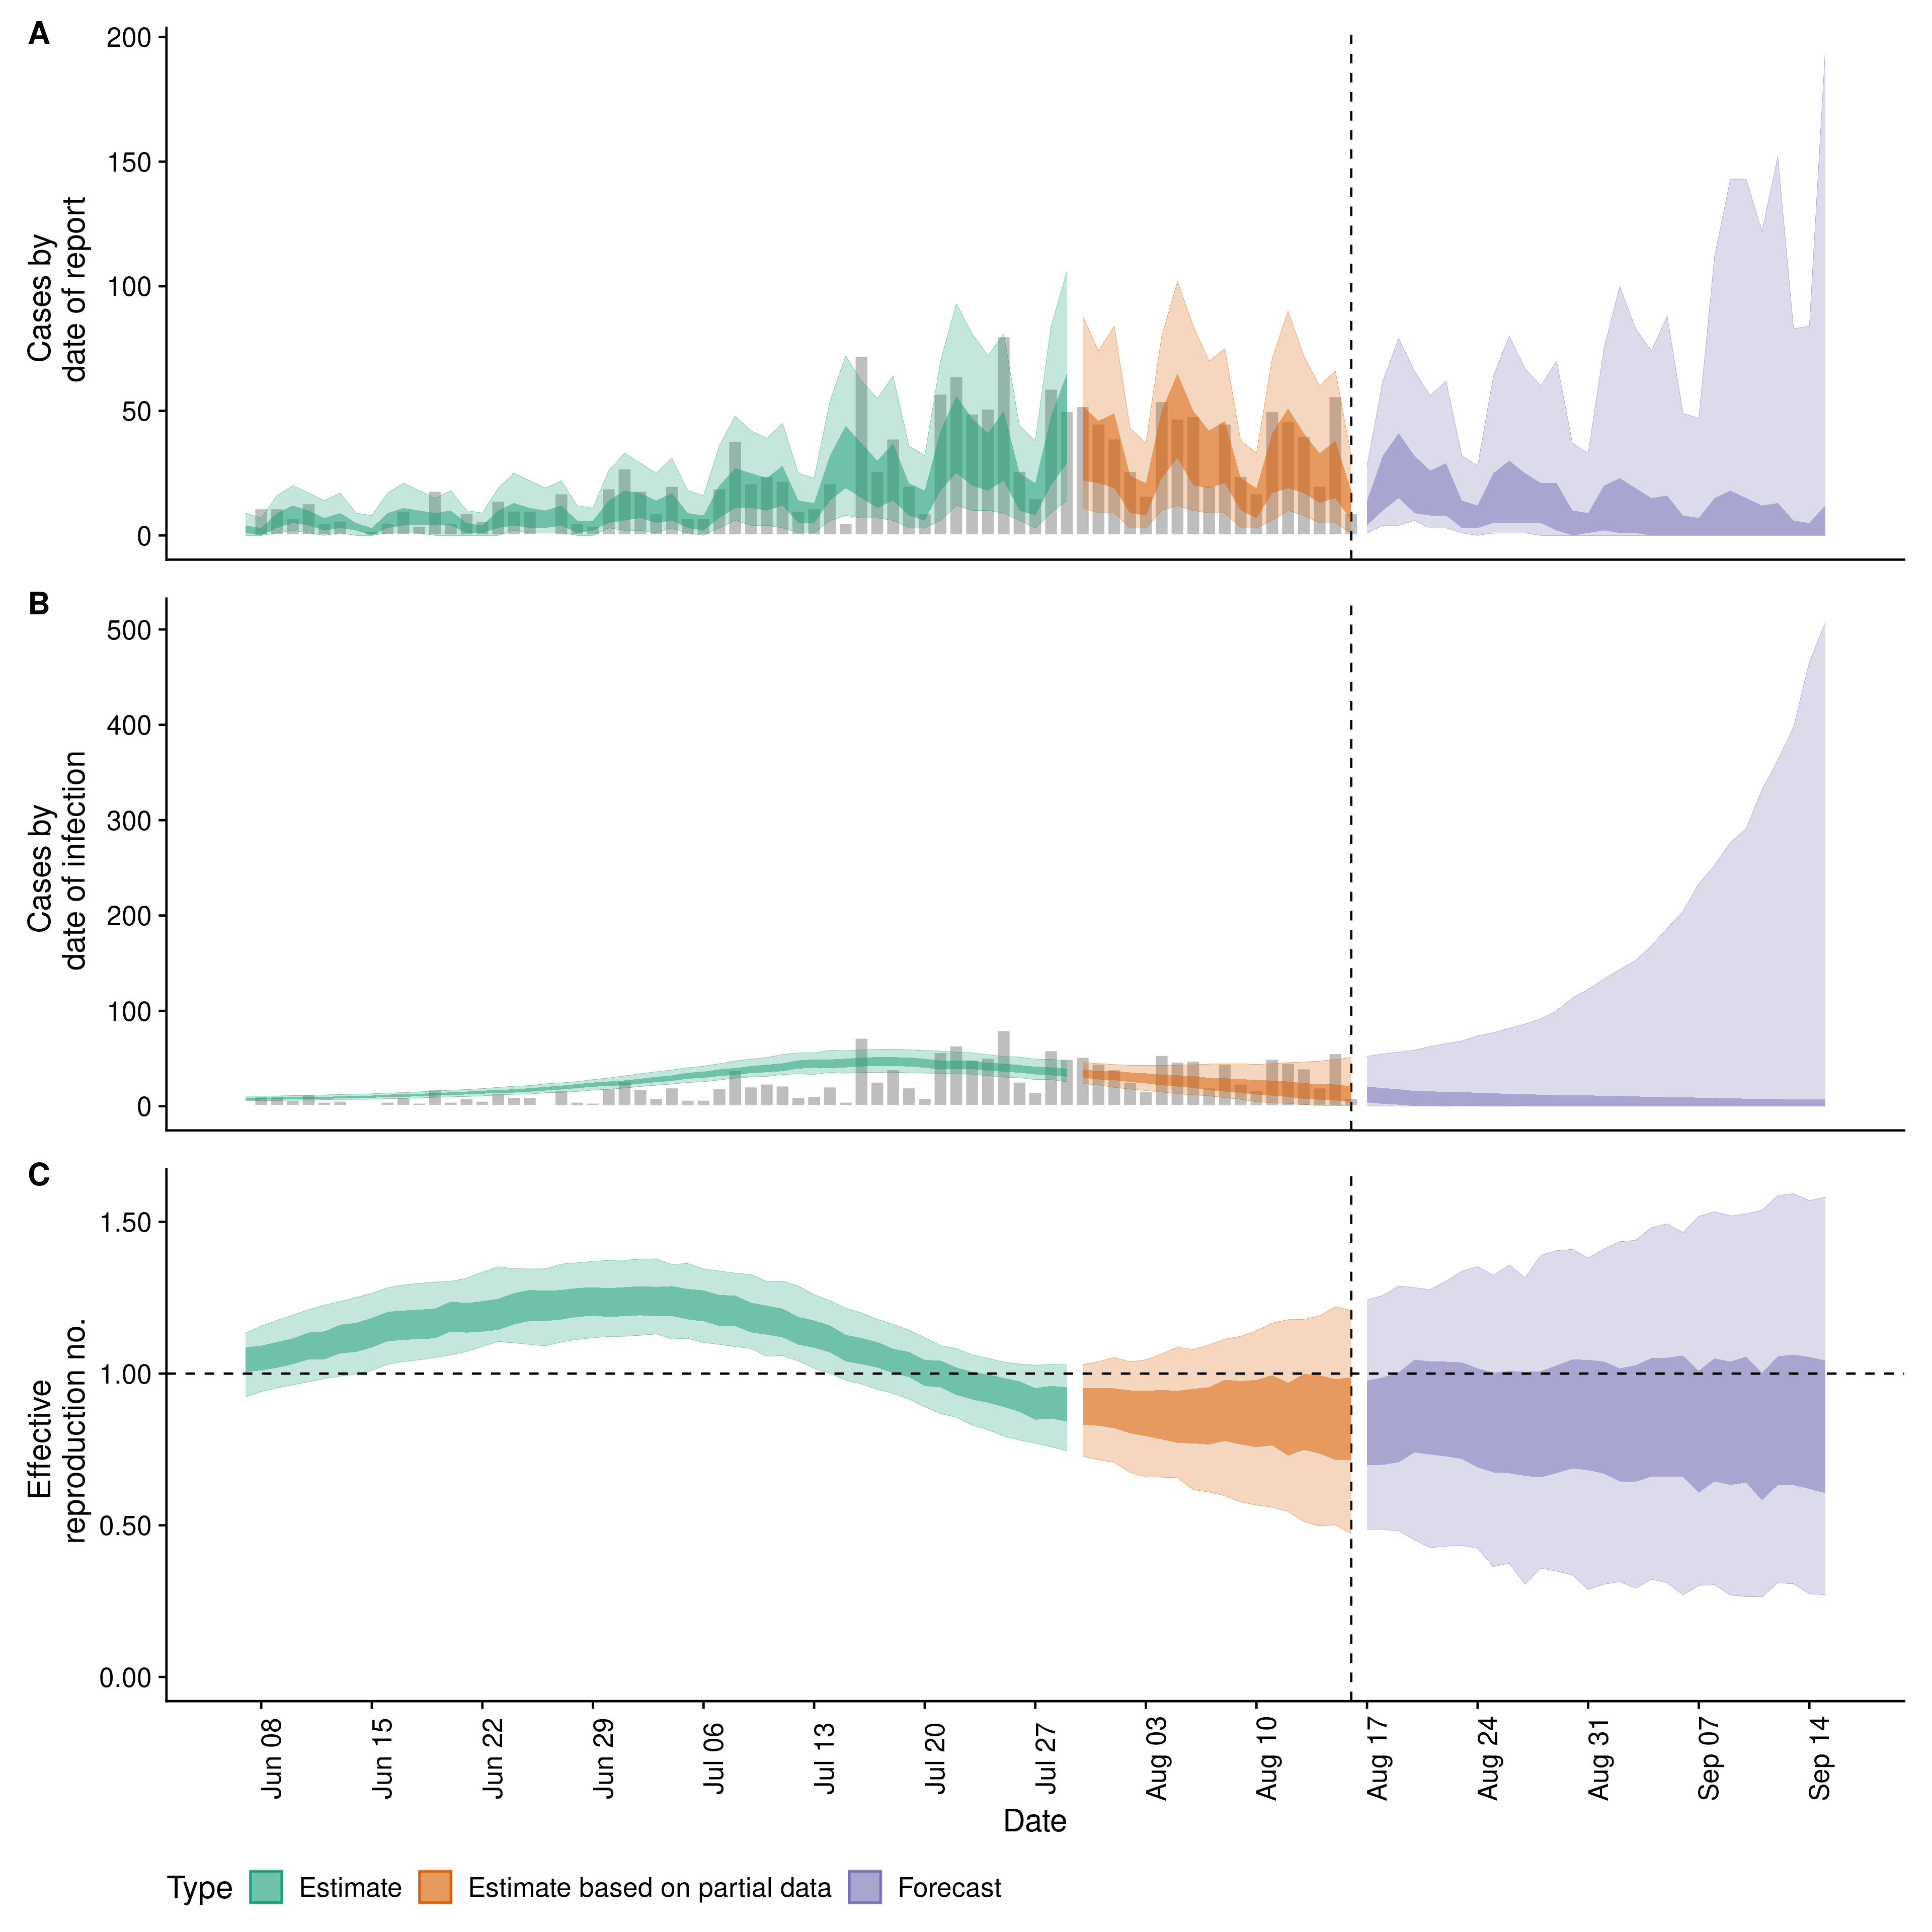 A
200
150
100
50
0
Cases by
date of report
B
500
400
300
200
100
0
Cases by
date of infection
C
1.50
1.00
0.50
0.00
Effective
reproduction no.
Jun 08
Jun 15
Jun 22
Jun 29
Jul 06
Jul 13
Jul 20
Jul 27
Aug 03
Aug 10
Aug 17
Aug 24
Aug 31
Sep 07
Sep 14
Date
Type Estimate Estimate based on partial data Forecast